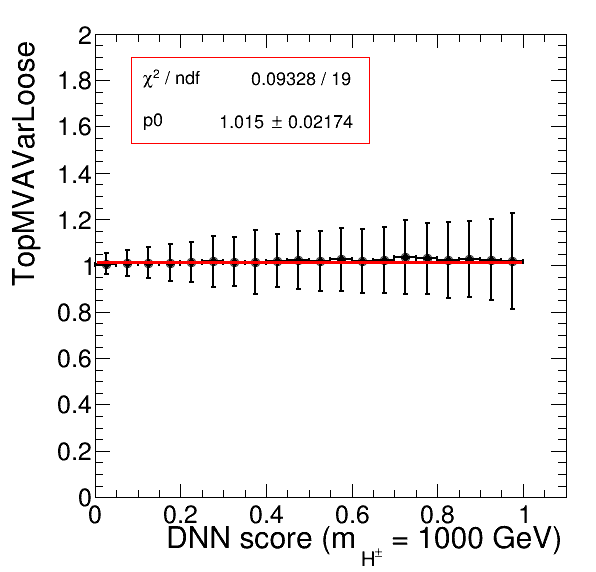 TopMVAVarLoose
2
1.8
1.6
1.4
1.2
1
0.8
0.6
0.4
0.2
0
χ² / ndf 0.09328 / 19
p0 1.015 ± 0.02174
0 0.2 0.4 0.6 0.8 1
DNN score (m_H± = 1000 GeV)